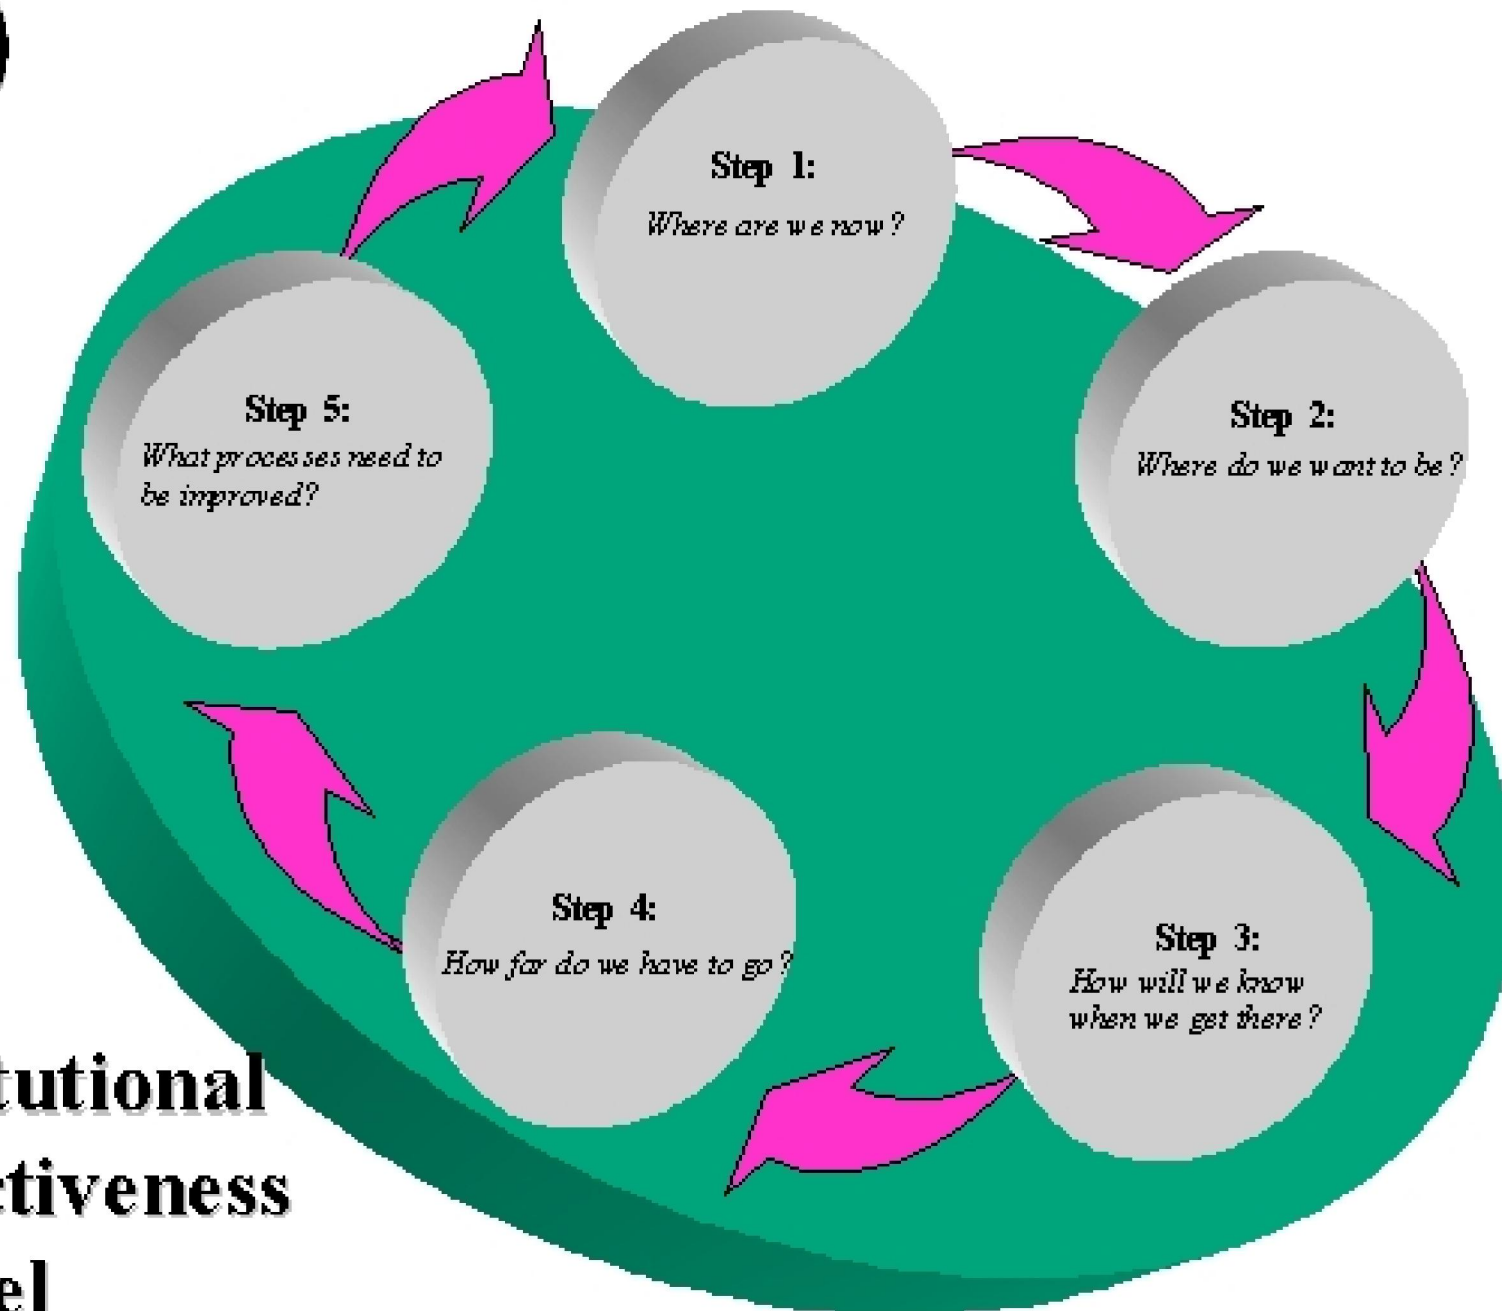 Step 1:
Where are we now?
Step 2:
Where do we want to be?
Step 3:
How will we know
when we get there?
Step 4:
How far do we have to go?
Step 5:
What processes need to
be improved?
tutional
ctiveness
el